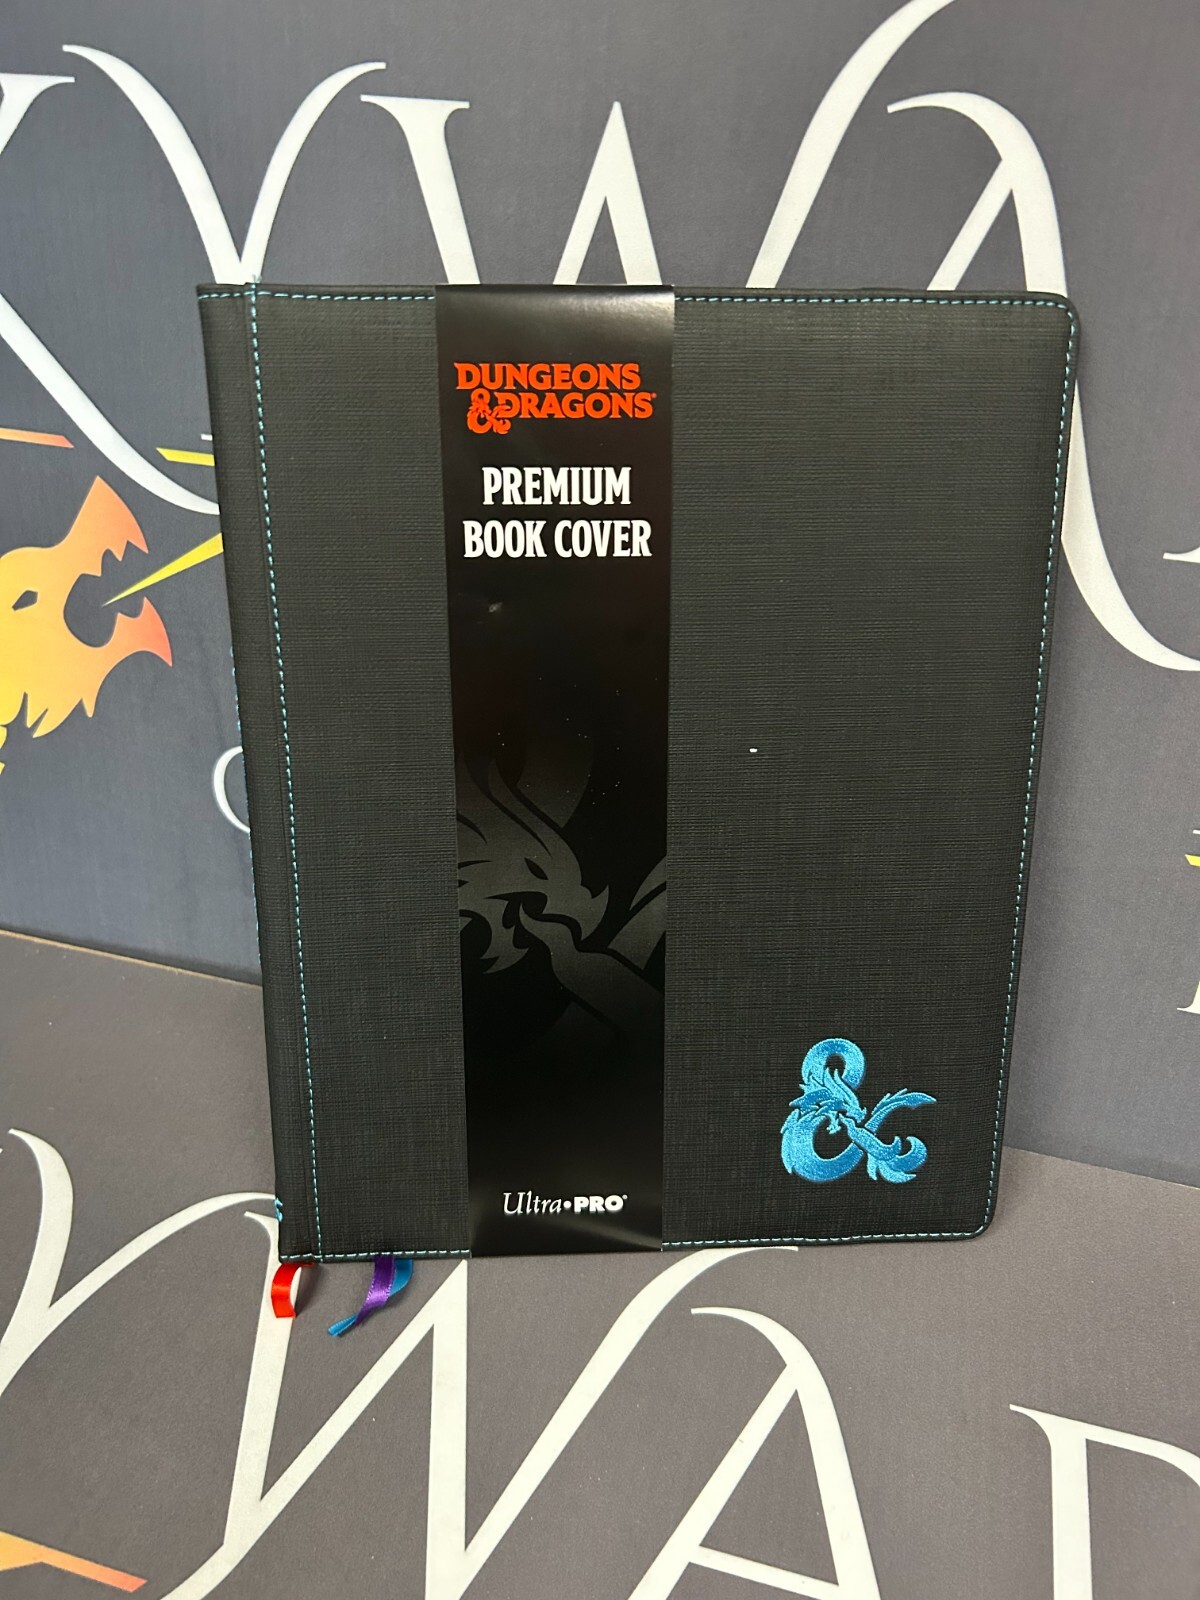 DUNGEONS
& DRAGONS®
PREMIUM
BOOK COVER
Ultra•PRO®
&